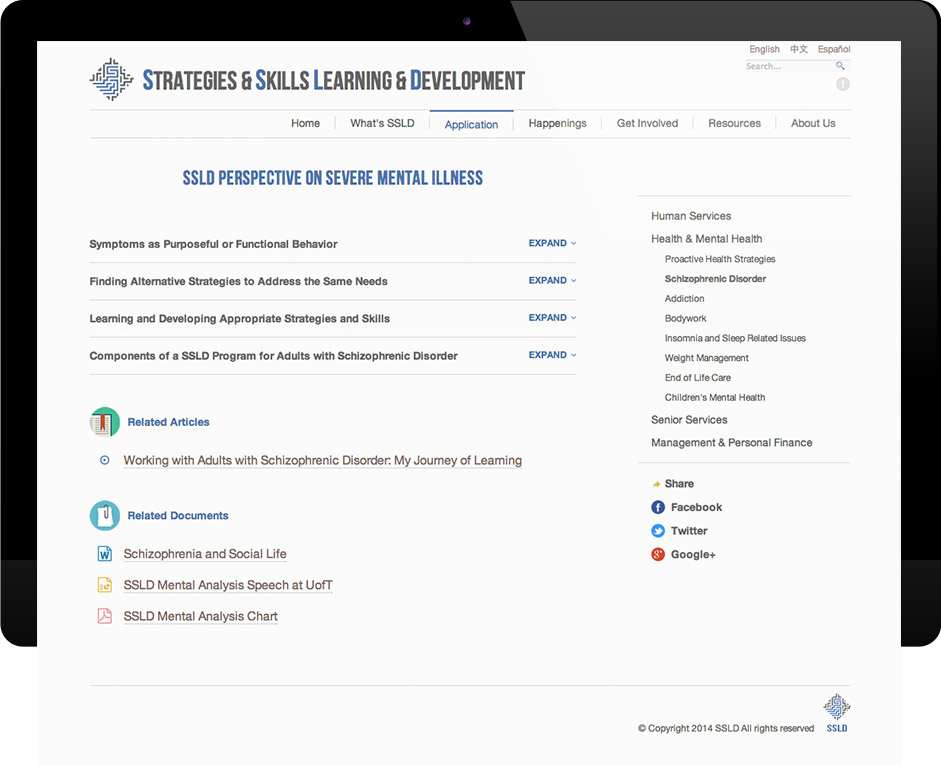 English 中文 Español
Search...
STRATEGIES & SKILLS LEARNING & DEVELOPMENT
Home What's SSLD Application Happenings Get Involved Resources About Us
SSLD PERSPECTIVE ON SEVERE MENTAL ILLNESS
Symptoms as Purposeful or Functional Behavior EXPAND
Finding Alternative Strategies to Address the Same Needs EXPAND
Learning and Developing Appropriate Strategies and Skills EXPAND
Components of a SSLD Program for Adults with Schizophrenic Disorder EXPAND
Related Articles
Working with Adults with Schizophrenic Disorder: My Journey of Learning
Related Documents
Schizophrenia and Social Life
SSLD Mental Analysis Speech at UofT
SSLD Mental Analysis Chart
Human Services
Health & Mental Health
Proactive Health Strategies
Schizophrenic Disorder
Addiction
Bodywork
Insomnia and Sleep Related Issues
Weight Management
End of Life Care
Children's Mental Health
Senior Services
Management & Personal Finance
Share
Facebook
Twitter
Google+
© Copyright 2014 SSLD All rights reserved
SSLD